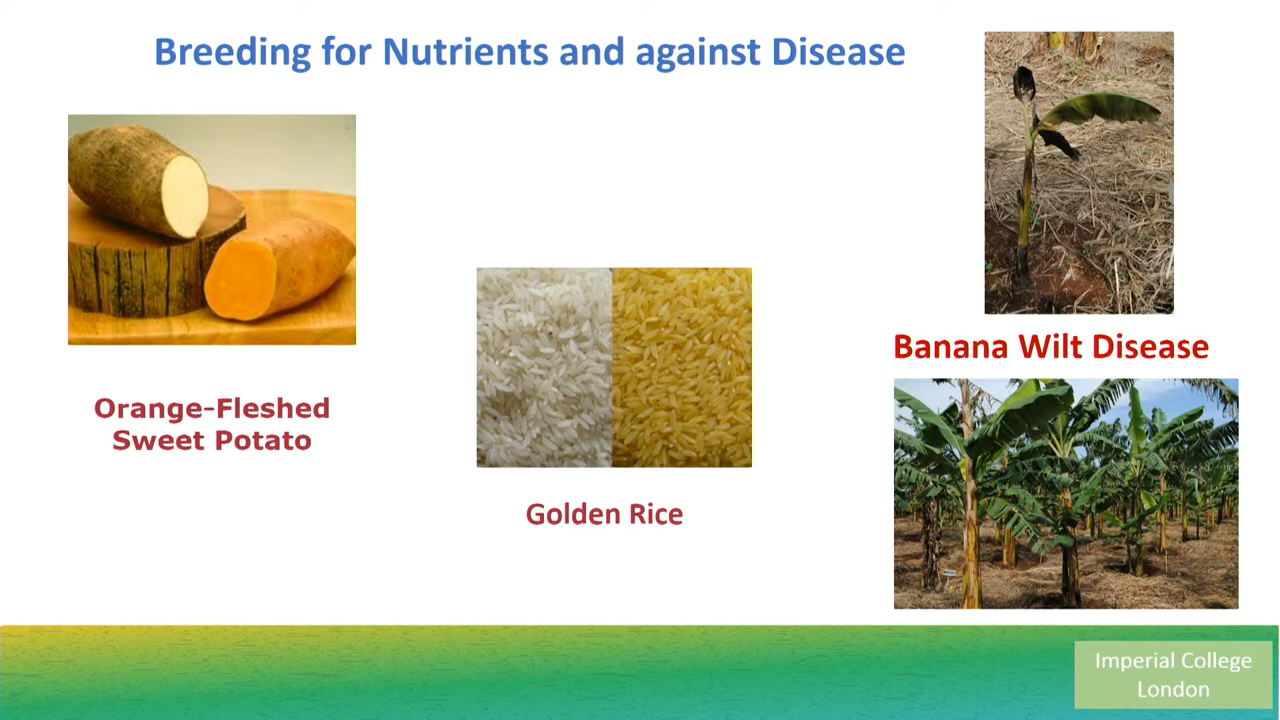 Breeding for Nutrients and against Disease
Orange-Fleshed
Sweet Potato
Golden Rice
Banana Wilt Disease
Imperial College
London